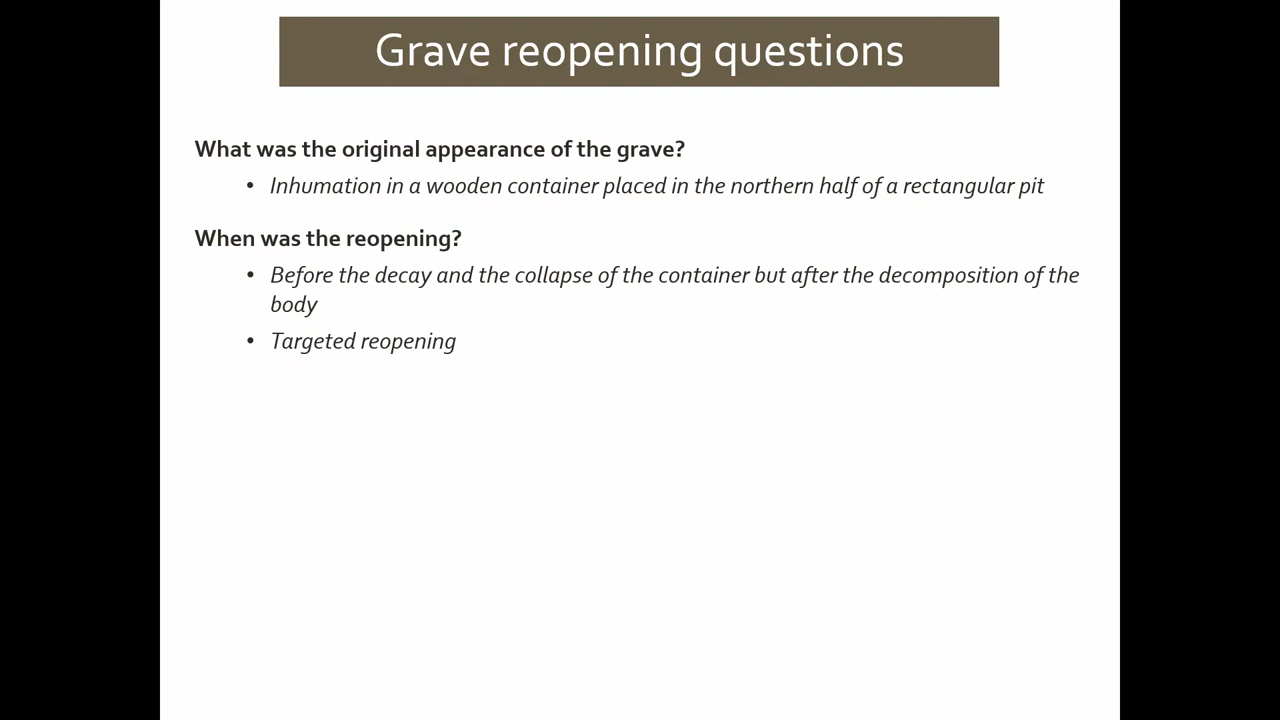 Grave reopening questions
What was the original appearance of the grave?
• Inhumation in a wooden container placed in the northern half of a rectangular pit
When was the reopening?
• Before the decay and the collapse of the container but after the decomposition of the
body
• Targeted reopening